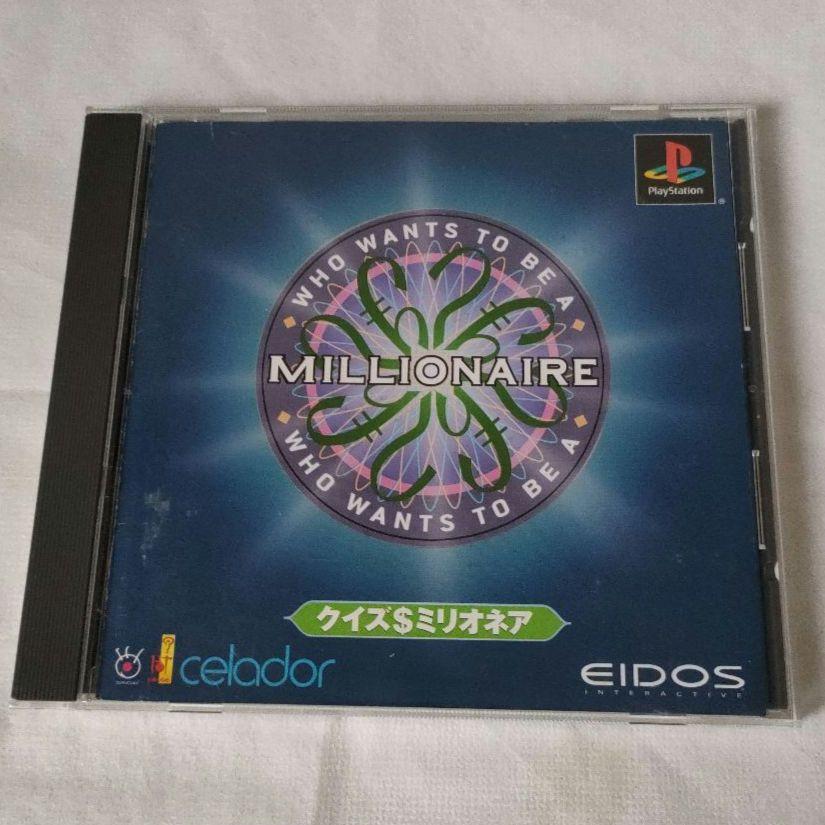 PlayStation
®
WHO WANTS TO BE A
MILLIONAIRE
WHO WANTS TO BE A
クイズ$ミリオネア
celador
EIDOS
INTERACTIVE